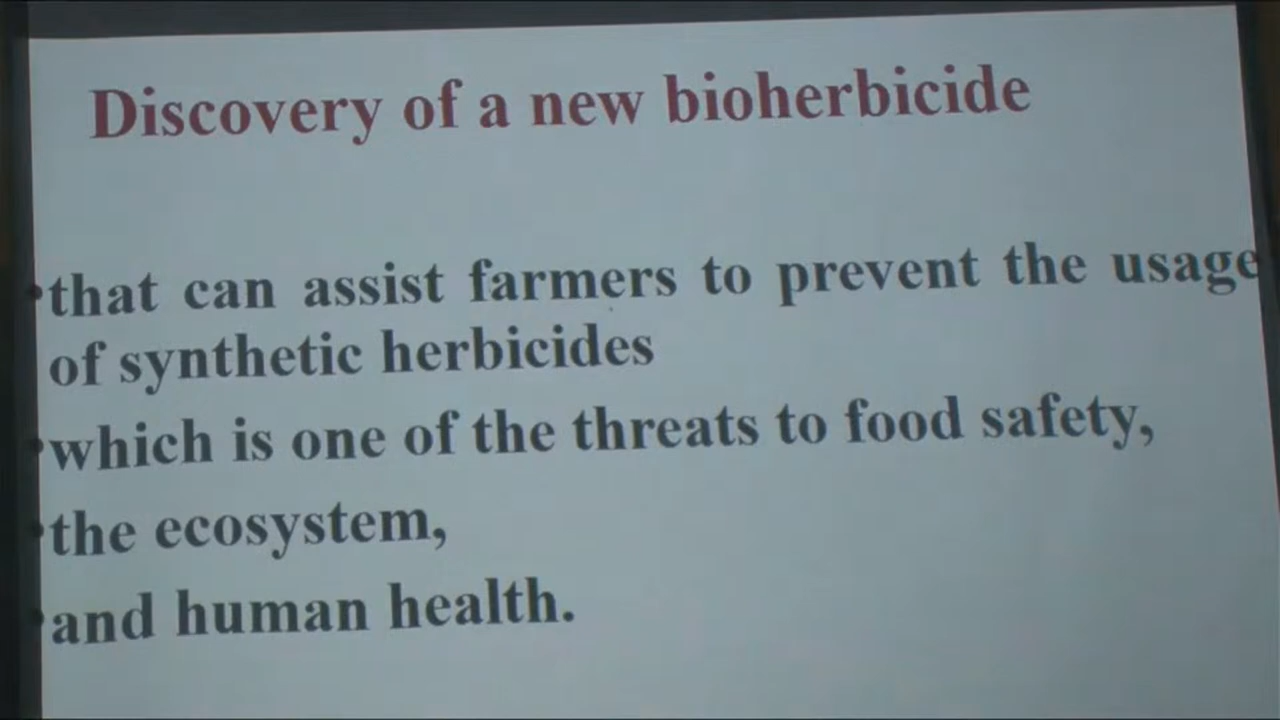 Discovery of a new bioherbicide
•that can assist farmers to prevent the usage
of synthetic herbicides
•which is one of the threats to food safety,
•the ecosystem,
•and human health.